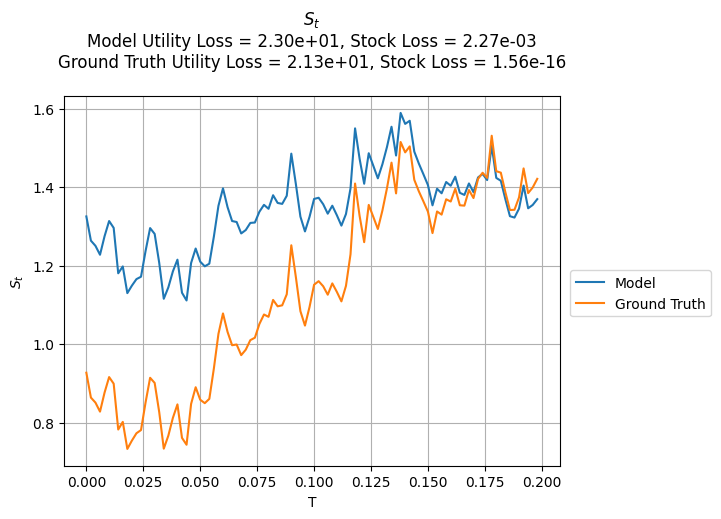 S_t
Model Utility Loss = 2.30e+01, Stock Loss = 2.27e-03
Ground Truth Utility Loss = 2.13e+01, Stock Loss = 1.56e-16
1.6
1.4
1.2
1.0
0.8
S_t
0.000 0.025 0.050 0.075 0.100 0.125 0.150 0.175 0.200
T
Model
Ground Truth